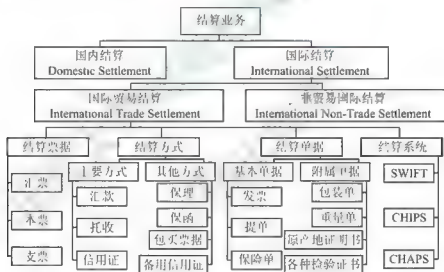 结算业务
国内结算
Domestic Settlement
国际结算
International Settlement
国际贸易结算
International Trade Settlement
非贸易国际结算
International Non-Trade Settlement
结算票据
结算方式
结算单据
结算系统
汇票
本票
支票
主要方式
其他方式
汇款
托收
信用证
保理
保函
包买票据
备用信用证
基本单据
附属单据
发票
提单
保险单
包装单
重量单
原产地证明书
各种检验证书
SWIFT
CHIPS
CHAPS